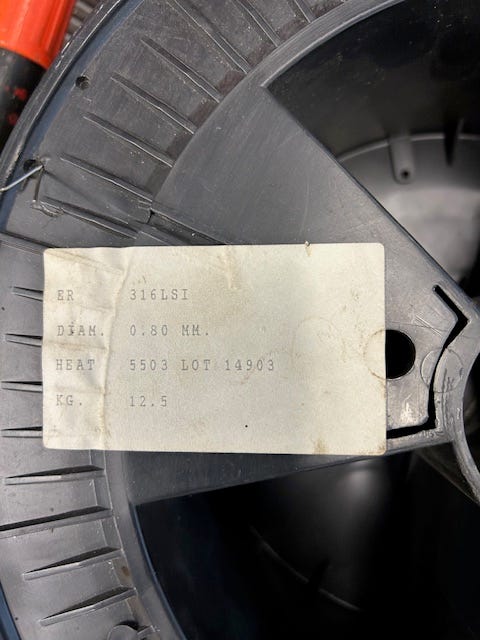 ER 316LSI
DIAM. 0.80 MM.
HEAT 5503 LOT 14903
KG. 12.5